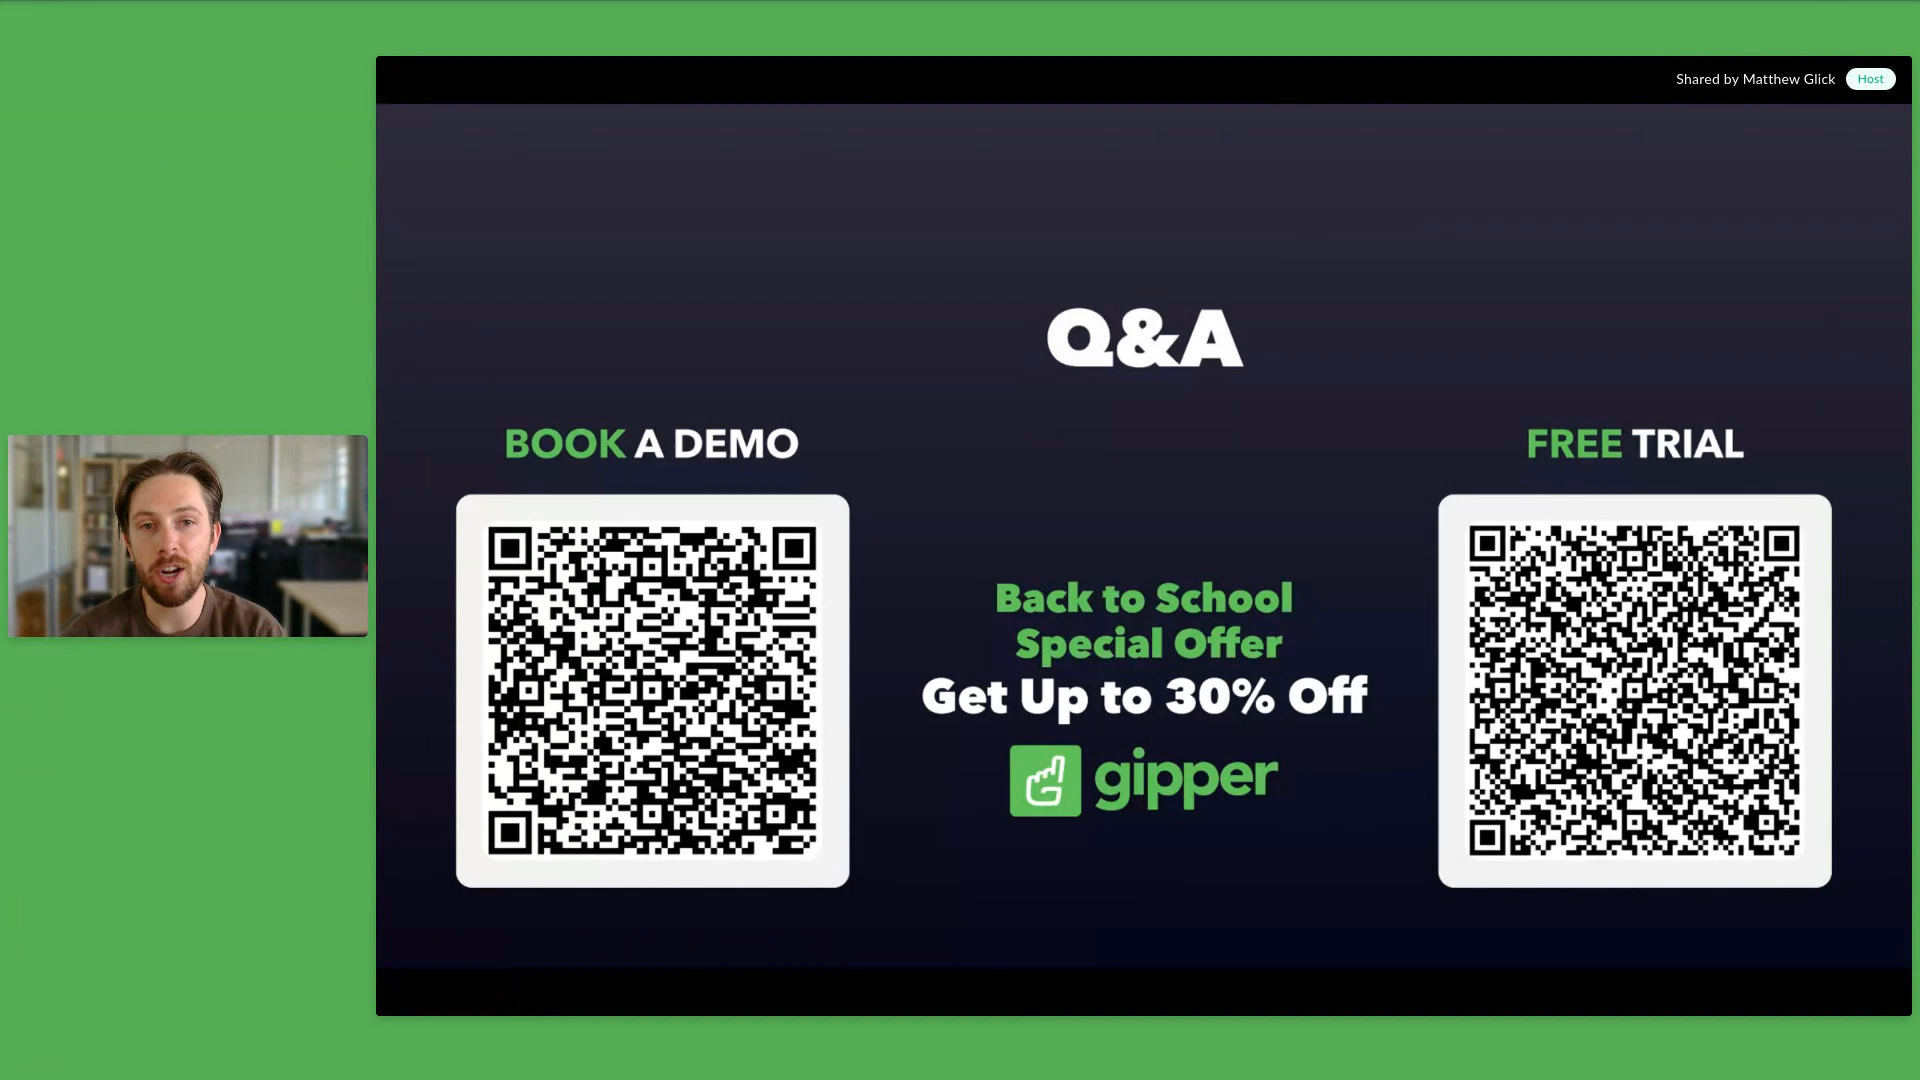 Shared by Matthew Glick Host
Q&A
BOOK A DEMO
FREE TRIAL
Back to School
Special Offer
Get Up to 30% Off
gipper